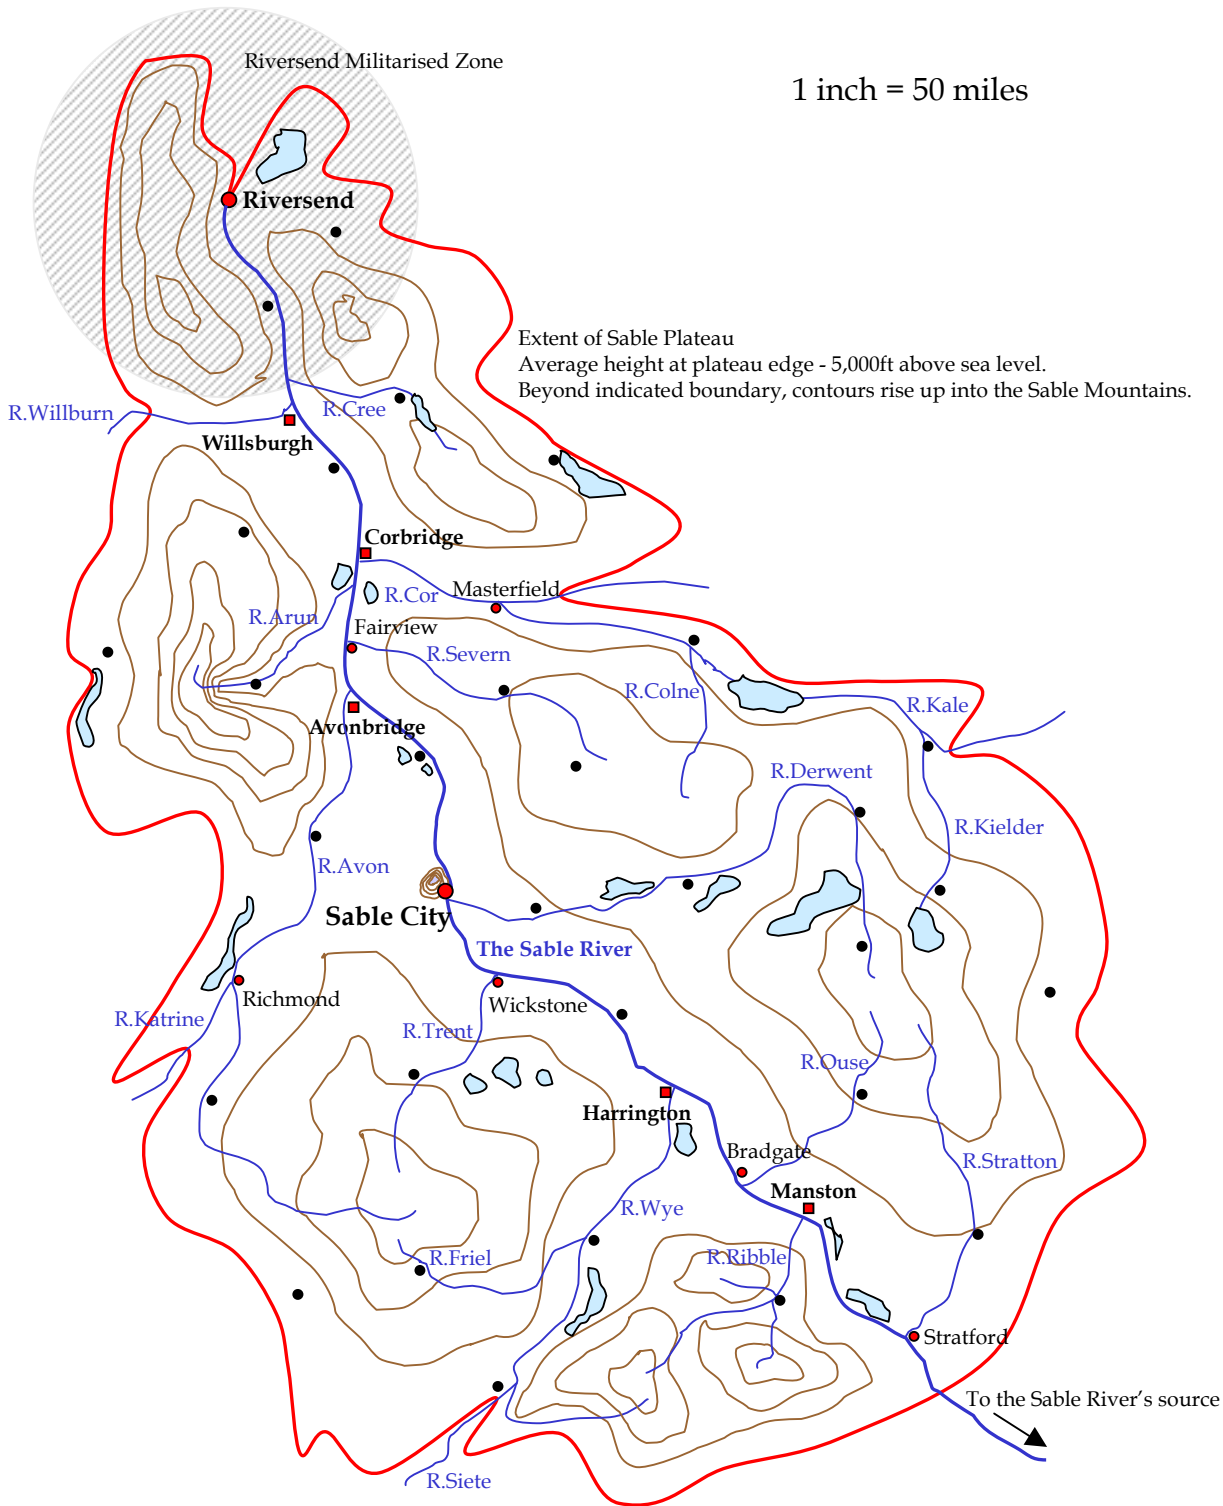 Riversend Militarised Zone
1 inch = 50 miles
Riversend
Extent of Sable Plateau
Average height at plateau edge - 5,000ft above sea level.
Beyond indicated boundary, contours rise up into the Sable Mountains.
R.Willburn
R.Cree
Willsburgh
Corbridge
R.Cor
Masterfield
R.Arun
Fairview
R.Severn
R.Colne
R.Kale
Avonbridge
R.Derwent
R.Kielder
R.Avon
Sable City
The Sable River
Richmond
Wickstone
R.Katrine
R.Trent
R.Ouse
Harrington
Bradgate
R.Stratton
Manston
R.Wye
R.Friel
R.Ribble
Stratford
To the Sable River's source
R.Siete